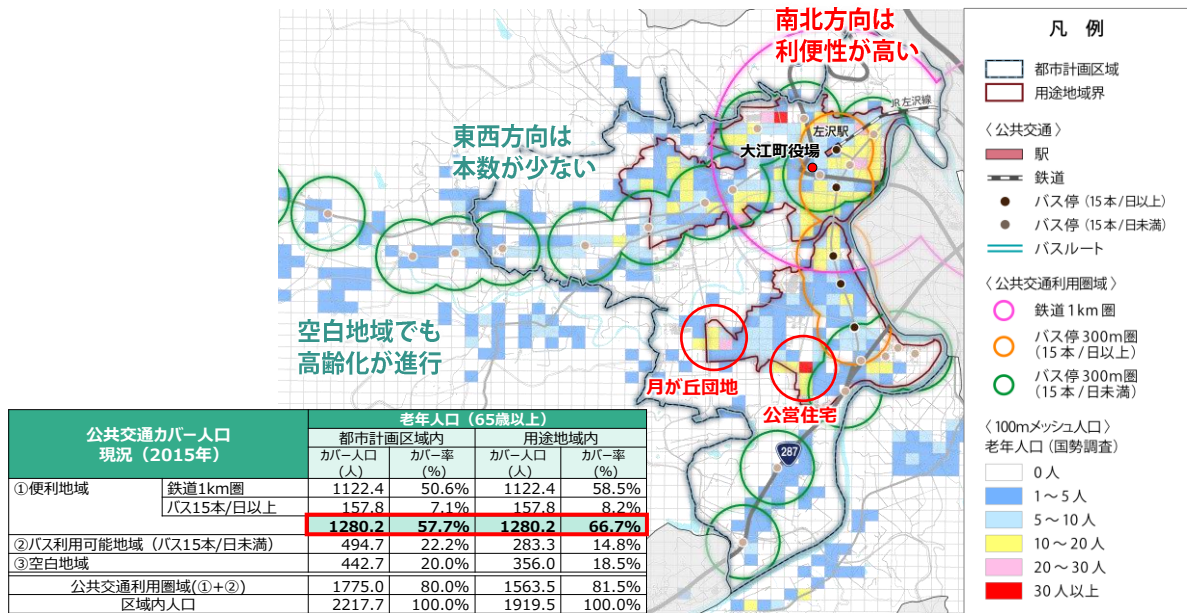 南北方向は
利便性が高い
JR左沢線
左沢駅
大江町役場
東西方向は
本数が少ない
空白地域でも
高齢化が進行
月が丘団地
公営住宅
287
公共交通カバー人口
現況（2015年）
老年人口（65歳以上）
都市計画区域内 用途地域内
カバー人口 カバー率 カバー人口 カバー率
(人) (%) (人) (%)
①便利地域 鉄道1km圏 1122.4 50.6% 1122.4 58.5%
バス15本/日以上 157.8 7.1% 157.8 8.2%
1280.2 57.7% 1280.2 66.7%
②バス利用可能地域（バス15本/日未満） 494.7 22.2% 283.3 14.8%
③空白地域 442.7 20.0% 356.0 18.5%
公共交通利用圏域(①+②) 1775.0 80.0% 1563.5 81.5%
区域内人口 2217.7 100.0% 1919.5 100.0%
凡 例
都市計画区域
用途地域界
〈 公共交通 〉
駅
鉄道
バス停（15本/日以上）
バス停（15本/日未満）
バスルート
〈 公共交通利用圏域 〉
鉄道1km圏
バス停300m圏
（15本/日以上）
バス停300m圏
（15本/日未満）
〈 100mメッシュ人口 〉
老年人口（国勢調査）
0人
1～5人
5～10人
10～20人
20～30人
30人以上